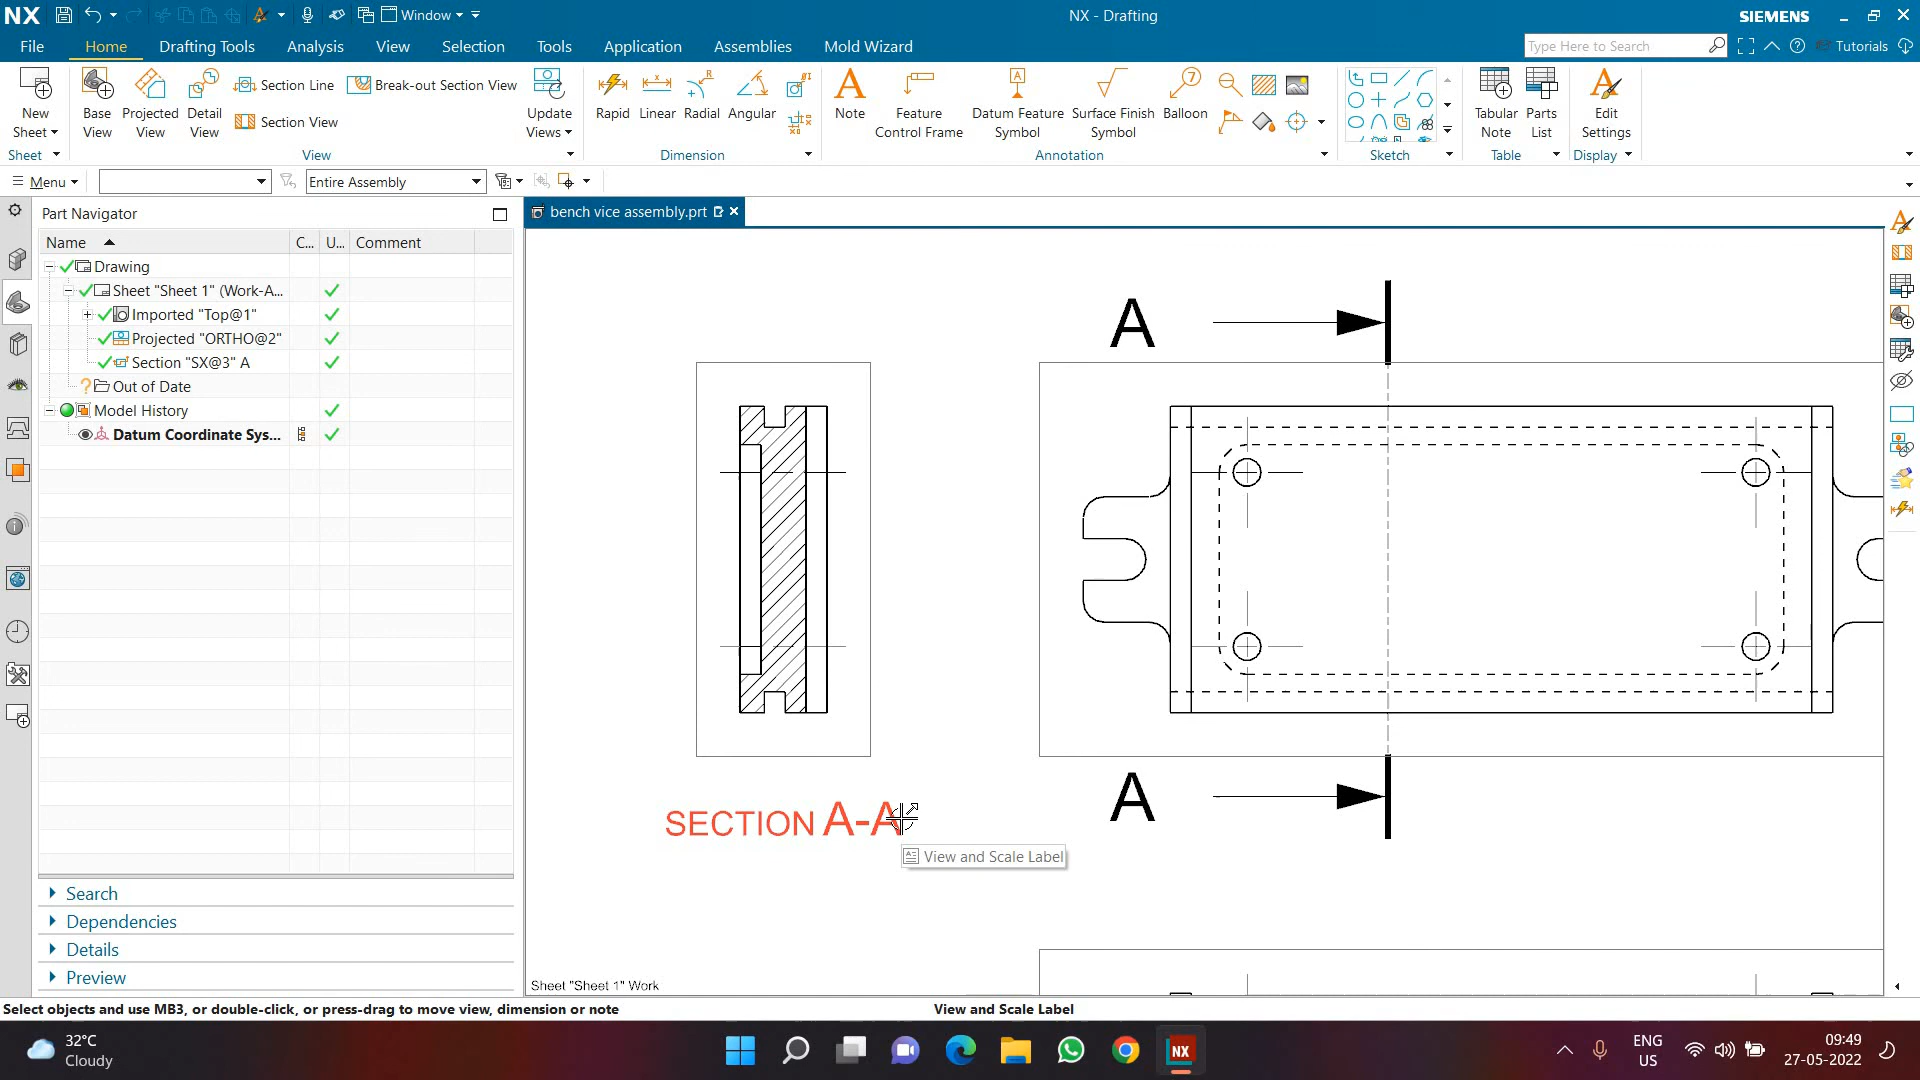 NX
Window
NX - Drafting
SIEMENS
File
Home
Drafting Tools
Analysis
View
Selection
Tools
Application
Assemblies
Mold Wizard
Type Here to Search
Tutorials
New Sheet
Base View
Projected View
Detail View
Section Line
Section View
Break-out Section View
Update Views
Rapid
Linear
Radial
Angular
Note
Feature Control Frame
Datum Feature Symbol
Surface Finish Symbol
Balloon
Tabular Note
Parts List
Edit Settings
Sheet
View
Dimension
Annotation
Sketch
Table
Display
Menu
Entire Assembly
Part Navigator
bench vice assembly.prt
Name
C...
U...
Comment
Drawing
Sheet "Sheet 1" (Work-A...
Imported "Top@1"
Projected "ORTHO@2"
Section "SX@3" A
Out of Date
Model History
Datum Coordinate Sys...
A
A
SECTION A-A
View and Scale Label
Search
Dependencies
Details
Preview
Sheet "Sheet 1" Work
Select objects and use MB3, or double-click, or press-drag to move view, dimension or note
View and Scale Label
32°C
Cloudy
NX
ENG
US
09:49
27-05-2022